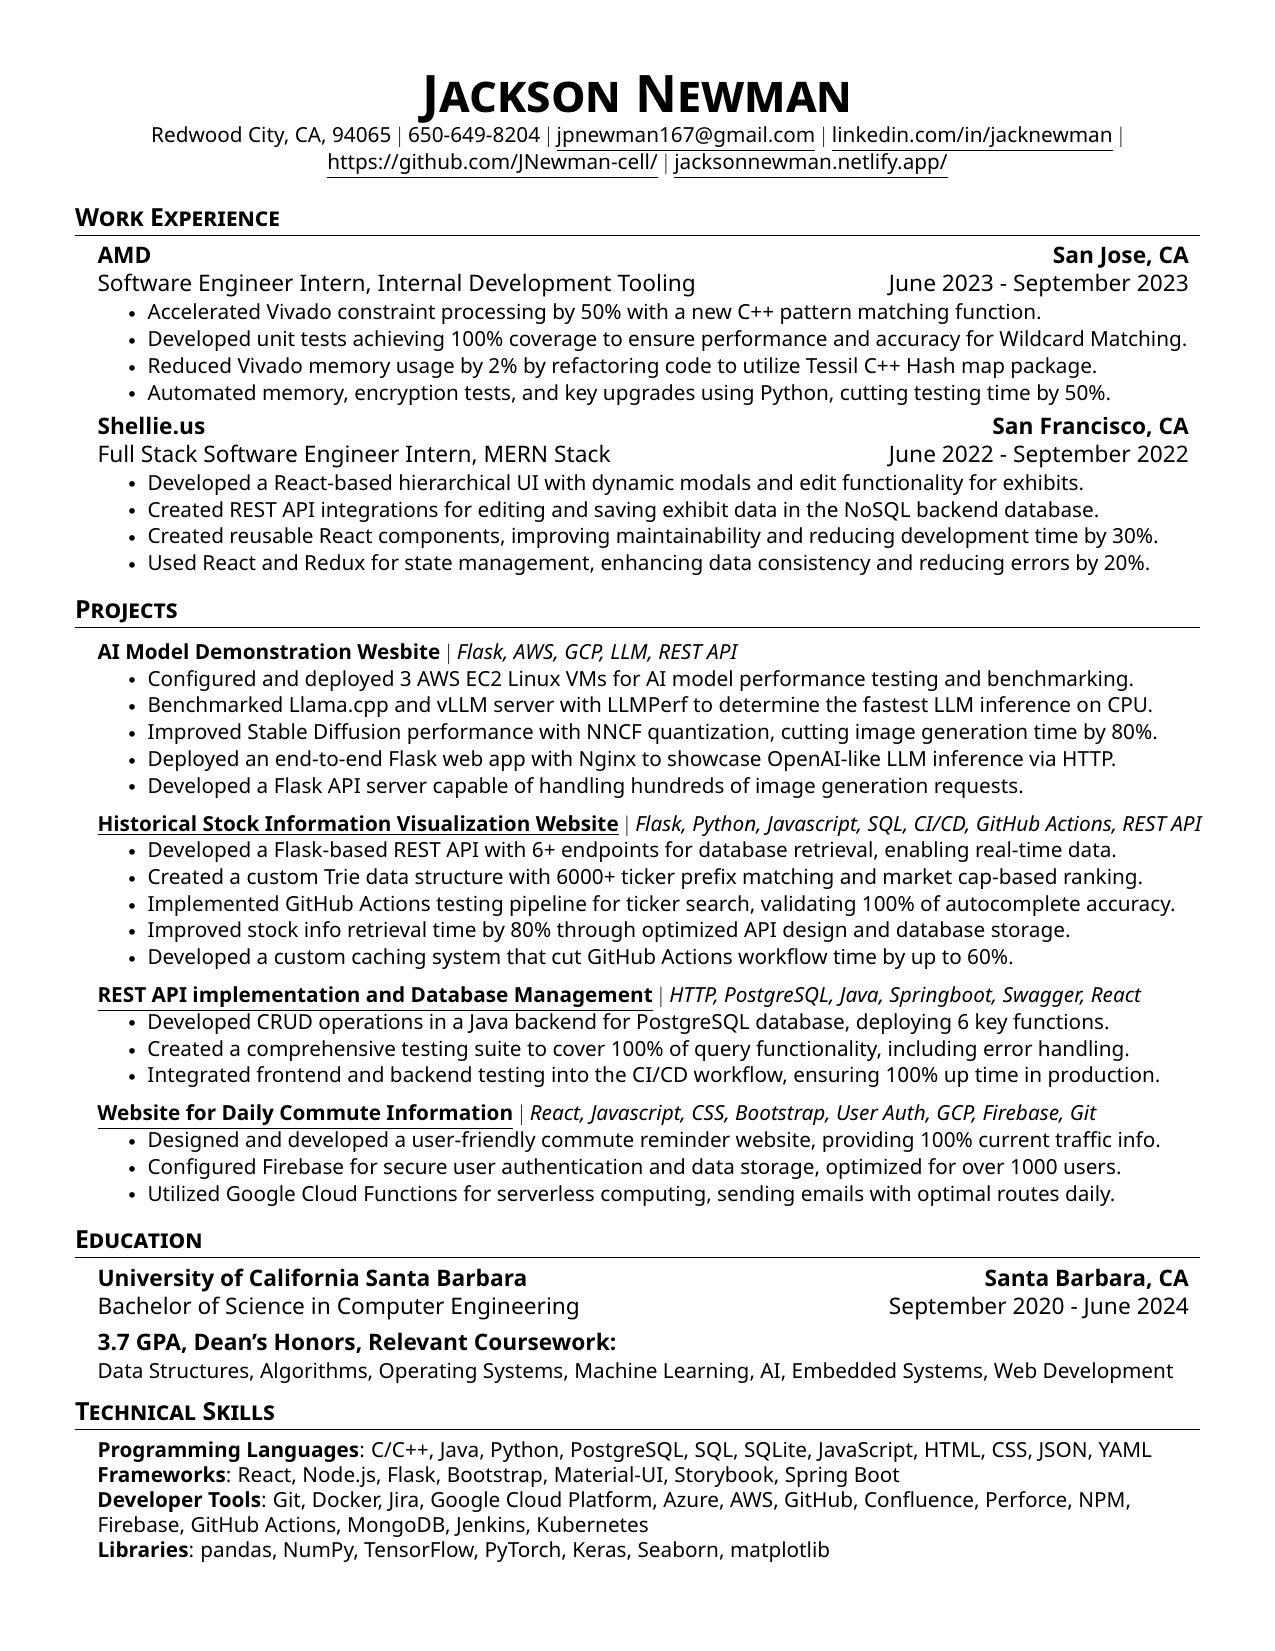 Jackson Newman
Redwood City, CA, 94065 | 650-649-8204 | jpnewman167@gmail.com | linkedin.com/in/jacknewman |
https://github.com/JNewman-cell/ | jacksonnewman.netlify.app/
Work Experience
AMD San Jose, CA
Software Engineer Intern, Internal Development Tooling June 2023 - September 2023
• Accelerated Vivado constraint processing by 50% with a new C++ pattern matching function.
• Developed unit tests achieving 100% coverage to ensure performance and accuracy for Wildcard Matching.
• Reduced Vivado memory usage by 2% by refactoring code to utilize Tessil C++ Hash map package.
• Automated memory, encryption tests, and key upgrades using Python, cutting testing time by 50%.
Shellie.us San Francisco, CA
Full Stack Software Engineer Intern, MERN Stack June 2022 - September 2022
• Developed a React-based hierarchical UI with dynamic modals and edit functionality for exhibits.
• Created REST API integrations for editing and saving exhibit data in the NoSQL backend database.
• Created reusable React components, improving maintainability and reducing development time by 30%.
• Used React and Redux for state management, enhancing data consistency and reducing errors by 20%.
Projects
AI Model Demonstration Wesbite | Flask, AWS, GCP, LLM, REST API
• Configured and deployed 3 AWS EC2 Linux VMs for AI model performance testing and benchmarking.
• Benchmarked Llama.cpp and vLLM server with LLMPerf to determine the fastest LLM inference on CPU.
• Improved Stable Diffusion performance with NNCF quantization, cutting image generation time by 80%.
• Deployed an end-to-end Flask web app with Nginx to showcase OpenAI-like LLM inference via HTTP.
• Developed a Flask API server capable of handling hundreds of image generation requests.
Historical Stock Information Visualization Website | Flask, Python, Javascript, SQL, CI/CD, GitHub Actions, REST API
• Developed a Flask-based REST API with 6+ endpoints for database retrieval, enabling real-time data.
• Created a custom Trie data structure with 6000+ ticker prefix matching and market cap-based ranking.
• Implemented GitHub Actions testing pipeline for ticker search, validating 100% of autocomplete accuracy.
• Improved stock info retrieval time by 80% through optimized API design and database storage.
• Developed a custom caching system that cut GitHub Actions workflow time by up to 60%.
REST API implementation and Database Management | HTTP, PostgreSQL, Java, Springboot, Swagger, React
• Developed CRUD operations in a Java backend for PostgreSQL database, deploying 6 key functions.
• Created a comprehensive testing suite to cover 100% of query functionality, including error handling.
• Integrated frontend and backend testing into the CI/CD workflow, ensuring 100% up time in production.
Website for Daily Commute Information | React, Javascript, CSS, Bootstrap, User Auth, GCP, Firebase, Git
• Designed and developed a user-friendly commute reminder website, providing 100% current traffic info.
• Configured Firebase for secure user authentication and data storage, optimized for over 1000 users.
• Utilized Google Cloud Functions for serverless computing, sending emails with optimal routes daily.
Education
University of California Santa Barbara Santa Barbara, CA
Bachelor of Science in Computer Engineering September 2020 - June 2024
3.7 GPA, Dean’s Honors, Relevant Coursework:
Data Structures, Algorithms, Operating Systems, Machine Learning, AI, Embedded Systems, Web Development
Technical Skills
Programming Languages: C/C++, Java, Python, PostgreSQL, SQL, SQLite, JavaScript, HTML, CSS, JSON, YAML
Frameworks: React, Node.js, Flask, Bootstrap, Material-UI, Storybook, Spring Boot
Developer Tools: Git, Docker, Jira, Google Cloud Platform, Azure, AWS, GitHub, Confluence, Perforce, NPM,
Firebase, GitHub Actions, MongoDB, Jenkins, Kubernetes
Libraries: pandas, NumPy, TensorFlow, PyTorch, Keras, Seaborn, matplotlib